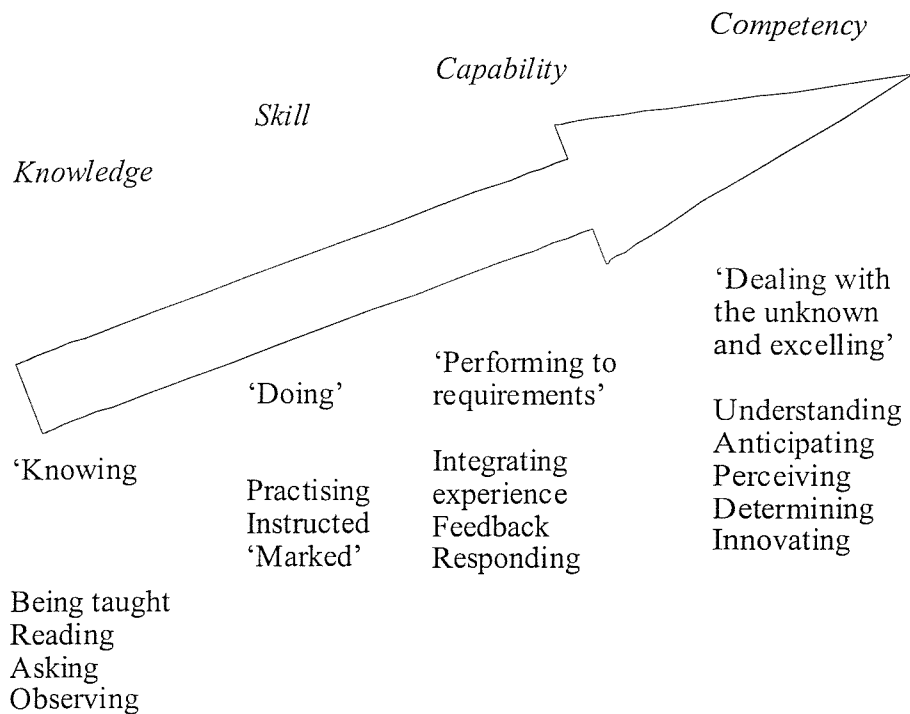 Competency
Capability
Skill
Knowledge
‘Dealing with
the unknown
and excelling’
‘Performing to
requirements’
‘Doing’
‘Knowing
Understanding
Anticipating
Perceiving
Determining
Innovating
Integrating
experience
Feedback
Responding
Practising
Instructed
‘Marked’
Being taught
Reading
Asking
Observing